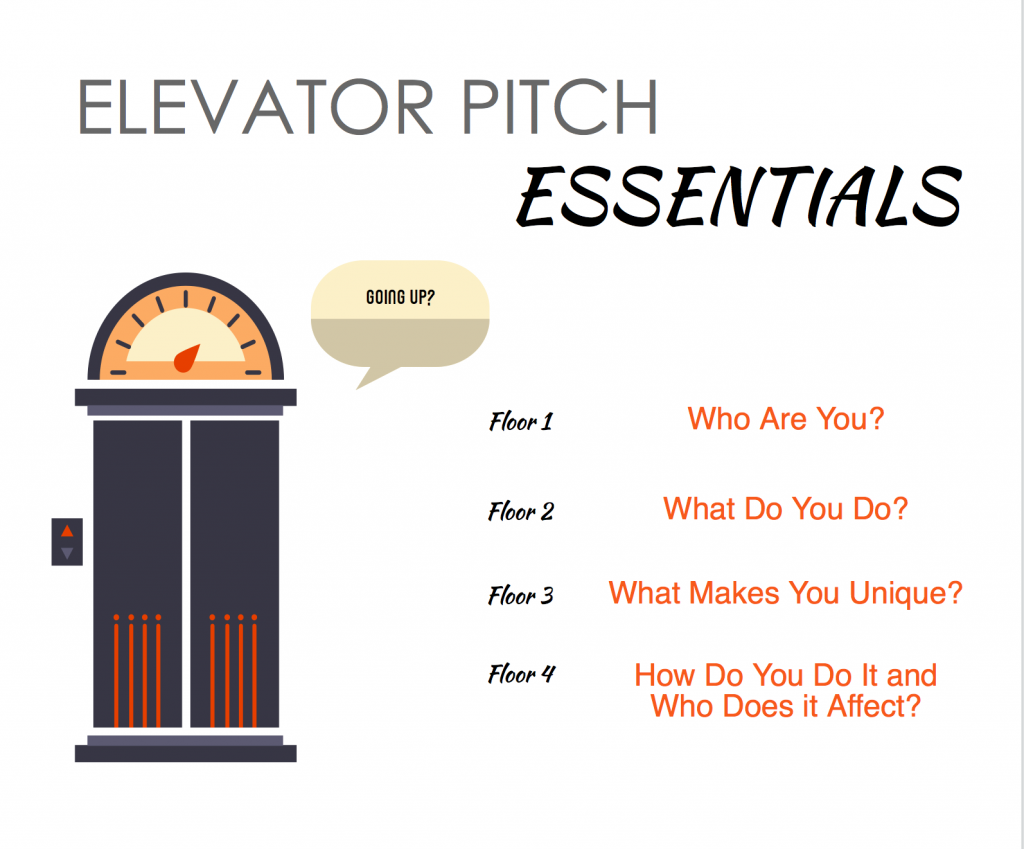 ELEVATOR PITCH
ESSENTIALS
GOING UP?
Floor 1 Who Are You?
Floor 2 What Do You Do?
Floor 3 What Makes You Unique?
Floor 4 How Do You Do It and
Who Does it Affect?